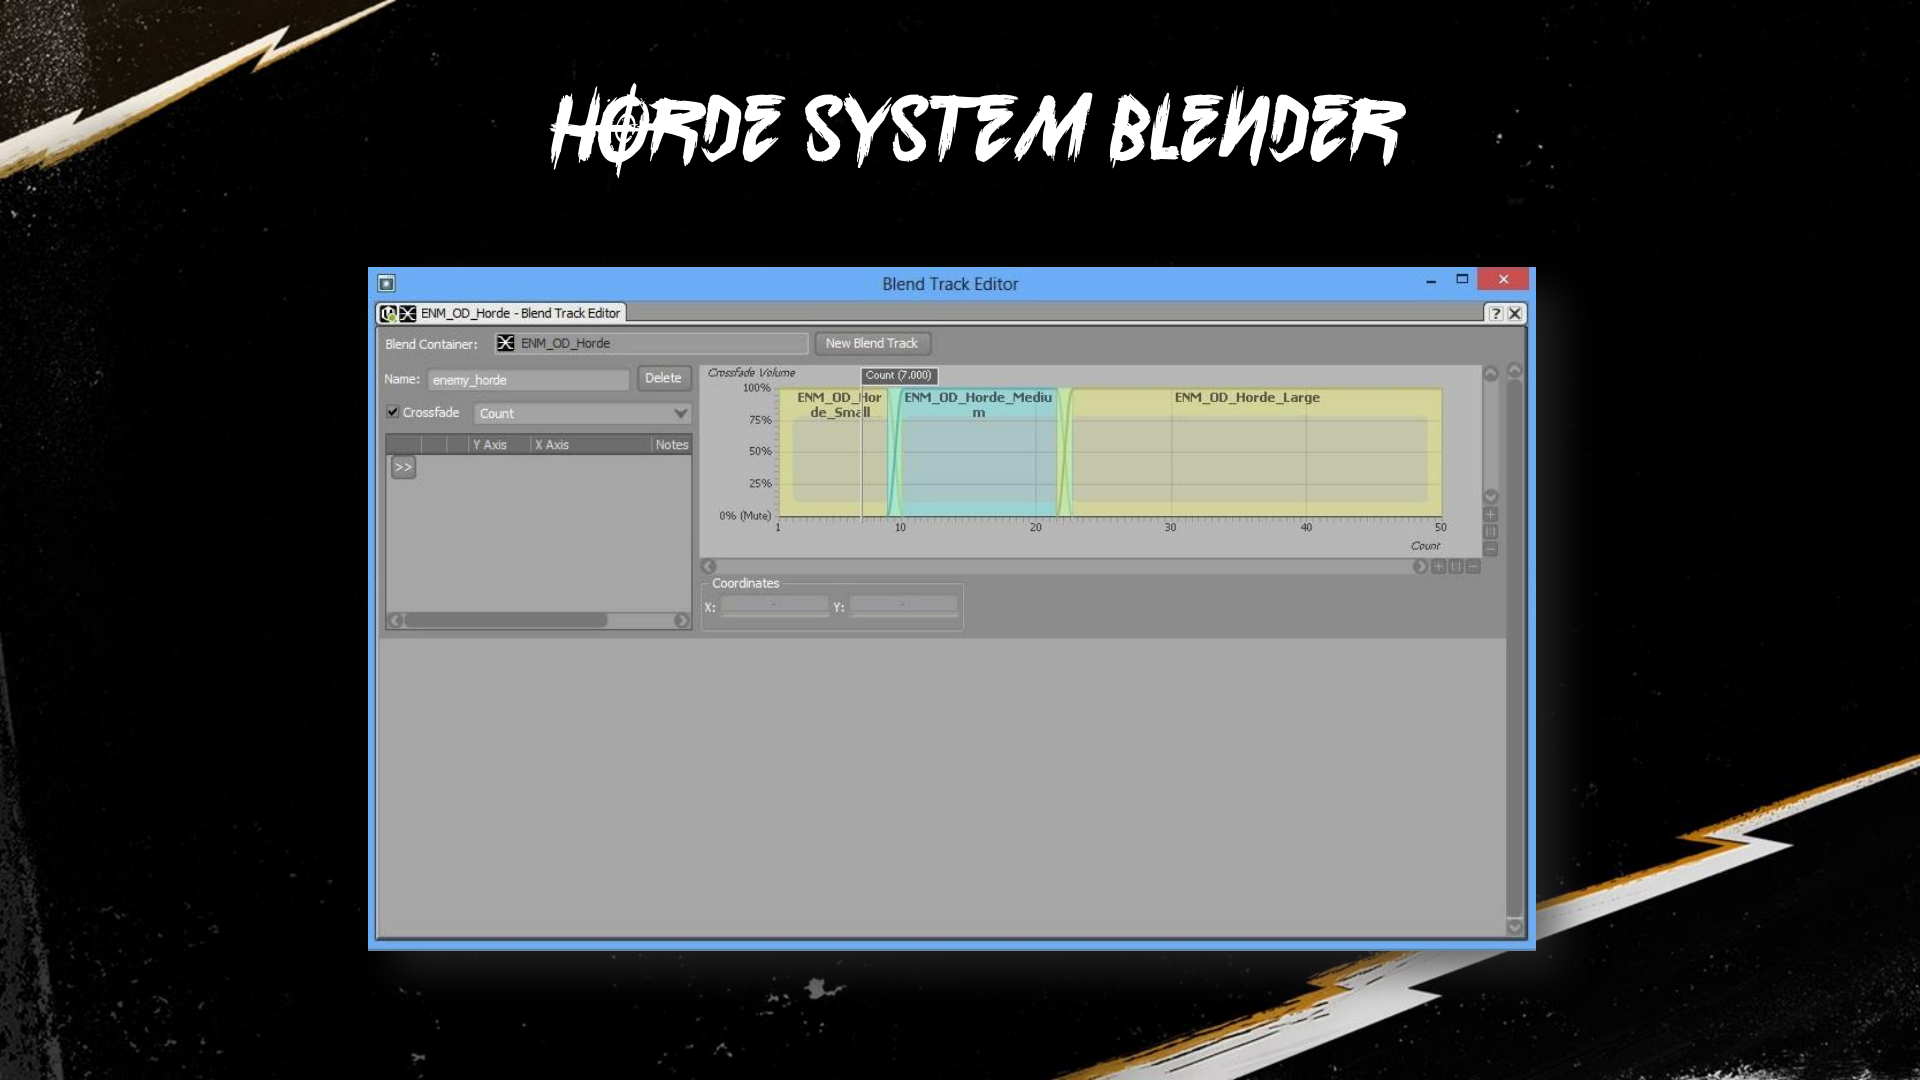 HORDE SYSTEM BLENDER
Blend Track Editor
ENM_OD_Horde - Blend Track Editor
Blend Container: ENM_OD_Horde New Blend Track
Name: enemy_horde Delete
Crossfade Count
Y Axis X Axis Notes
>>
Crossfade Volume
Count (7.000)
100%
75%
50%
25%
0% (Mute)
ENM_OD_Hor
de_Small
ENM_OD_Horde_Mediu
m
ENM_OD_Horde_Large
1 10 20 30 40 50
Count
Coordinates
X: - Y: -